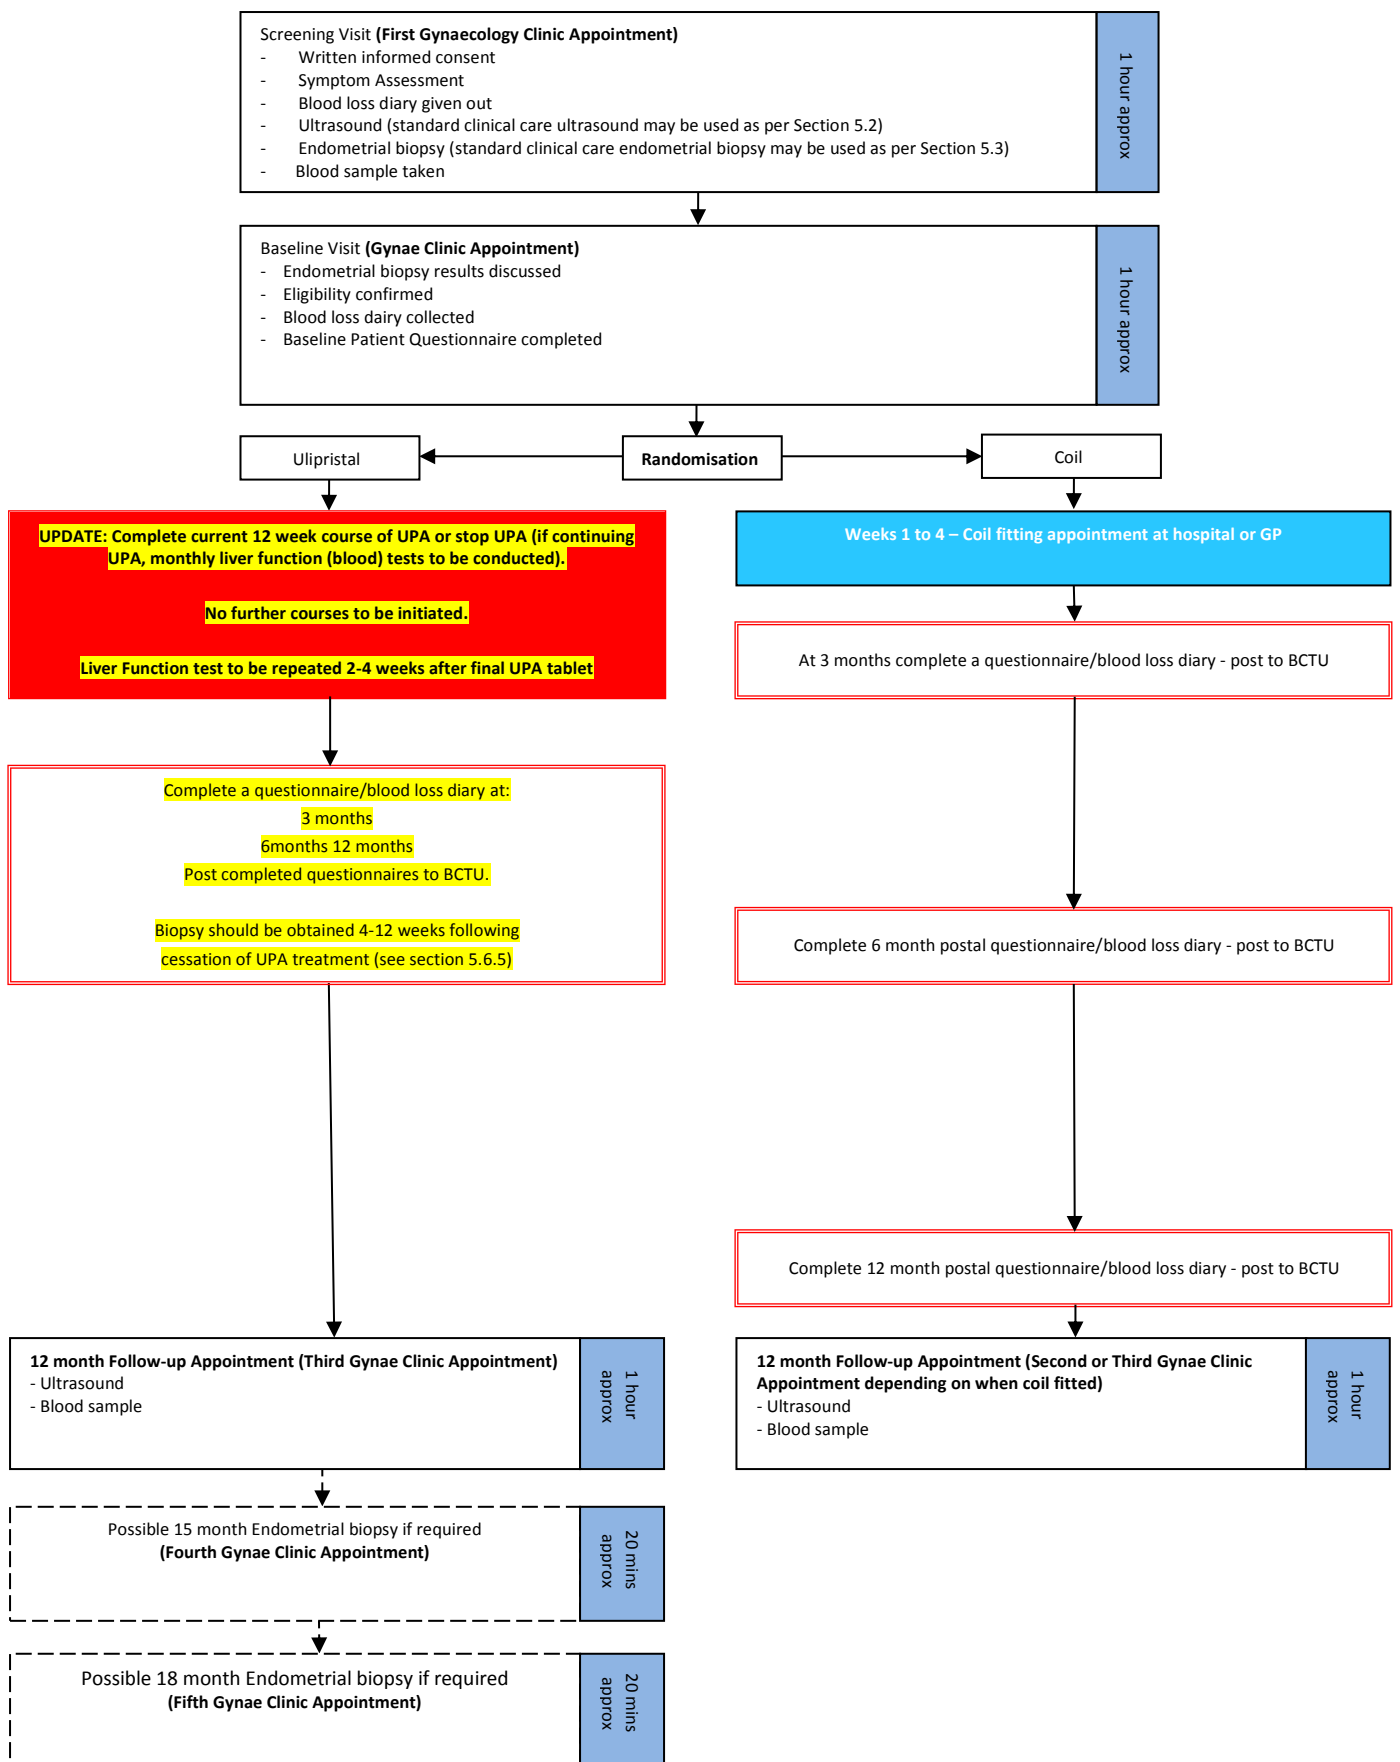 Screening Visit (First Gynaecology Clinic Appointment)
- Written informed consent
- Symptom Assessment
- Blood loss diary given out
- Ultrasound (standard clinical care ultrasound may be used as per Section 5.2)
- Endometrial biopsy (standard clinical care endometrial biopsy may be used as per Section 5.3)
- Blood sample taken
1 hour approx
Baseline Visit (Gynae Clinic Appointment)
- Endometrial biopsy results discussed
- Eligibility confirmed
- Blood loss dairy collected
- Baseline Patient Questionnaire completed
1 hour approx
Ulipristal
Randomisation
Coil
UPDATE: Complete current 12 week course of UPA or stop UPA (if continuing
UPA, monthly liver function (blood) tests to be conducted).
No further courses to be initiated.
Liver Function test to be repeated 2-4 weeks after final UPA tablet
Weeks 1 to 4 – Coil fitting appointment at hospital or GP
At 3 months complete a questionnaire/blood loss diary - post to BCTU
Complete a questionnaire/blood loss diary at:
3 months
6months 12 months
Post completed questionnaires to BCTU.
Biopsy should be obtained 4-12 weeks following
cessation of UPA treatment (see section 5.6.5)
Complete 6 month postal questionnaire/blood loss diary - post to BCTU
Complete 12 month postal questionnaire/blood loss diary - post to BCTU
12 month Follow-up Appointment (Third Gynae Clinic Appointment)
- Ultrasound
- Blood sample
1 hour
approx
12 month Follow-up Appointment (Second or Third Gynae Clinic
Appointment depending on when coil fitted)
- Ultrasound
- Blood sample
1 hour
approx
Possible 15 month Endometrial biopsy if required
(Fourth Gynae Clinic Appointment)
20 mins
approx
Possible 18 month Endometrial biopsy if required
(Fifth Gynae Clinic Appointment)
20 mins
approx